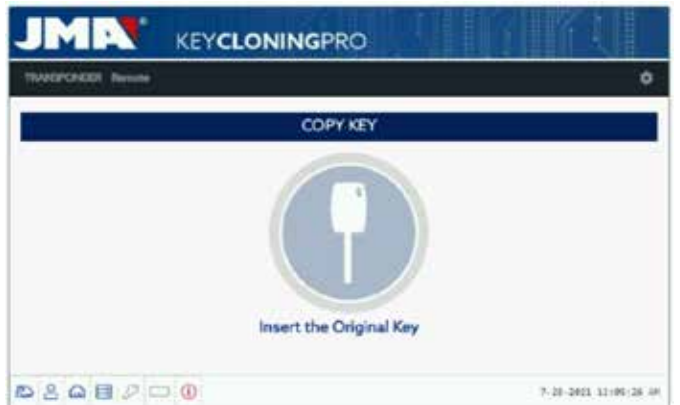 JMA KEYCLONINGPRO
TRANSPONDER Remote
COPY KEY
Insert the Original Key